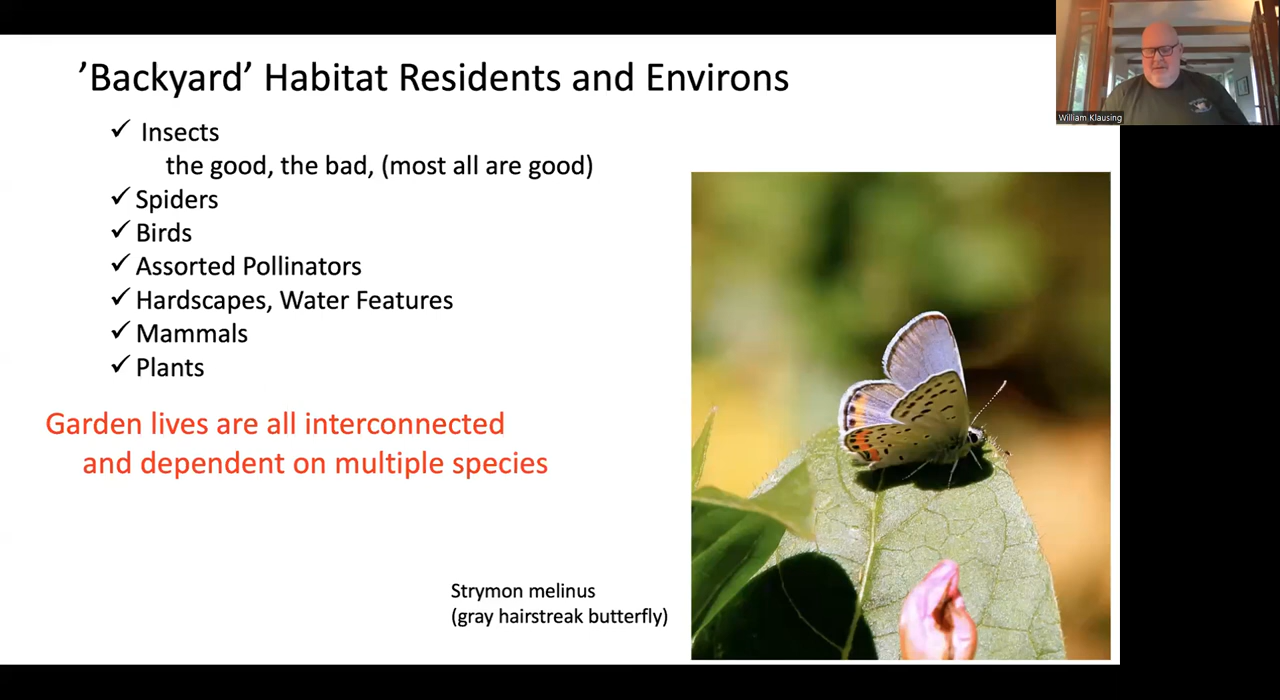 ’Backyard’ Habitat Residents and Environs
William Klausing
✓ Insects
the good, the bad, (most all are good)
✓ Spiders
✓ Birds
✓ Assorted Pollinators
✓ Hardscapes, Water Features
✓ Mammals
✓ Plants
Garden lives are all interconnected
and dependent on multiple species
Strymon melinus
(gray hairstreak butterfly)